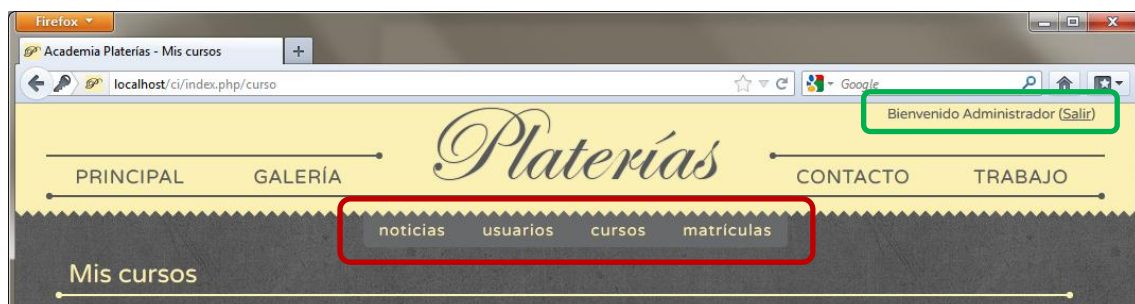 Firefox
Academia Platerías - Mis cursos
localhost/ci/index.php/curso
Google
Bienvenido Administrador (Salir)
Platerías
PRINCIPAL GALERÍA CONTACTO TRABAJO
noticias usuarios cursos matrículas
Mis cursos